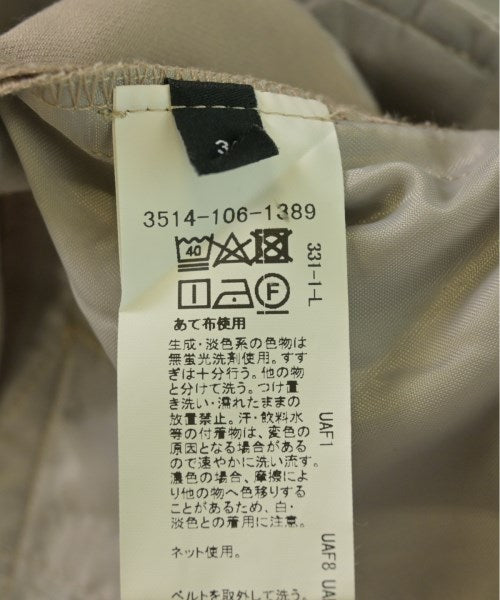 3
3514-106-1389
40
F
331-1-L
あて布使用
生成・淡色系の色物は
無蛍光洗剤使用。すす
ぎは十分行う。他の物
と分けて洗う。つけ置
き洗い・濡れたままの
放置禁止。汗・飲料水
等の付着物は、変色の
原因となる場合がある
ので速やかに洗い流す。
濃色の場合、摩擦によ
り他の物へ色移りする
ことがあるため、白・
淡色との着用に注意。
ネット使用。
ベルトを取外して洗う。
UAF1
UAF8